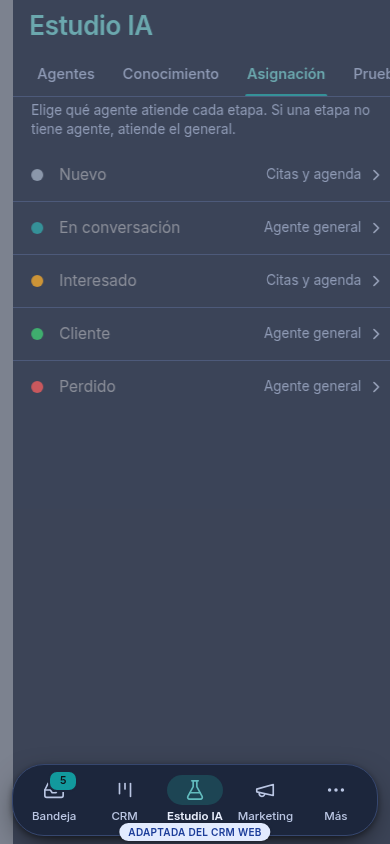 Estudio IA
Agentes Conocimiento Asignación Prueb
Elige qué agente atiende cada etapa. Si una etapa no
tiene agente, atiende el general.
Nuevo Citas y agenda
En conversación Agente general
Interesado Citas y agenda
Cliente Agente general
Perdido Agente general
5
Bandeja CRM Estudio IA Marketing Más
ADAPTADA DEL CRM WEB